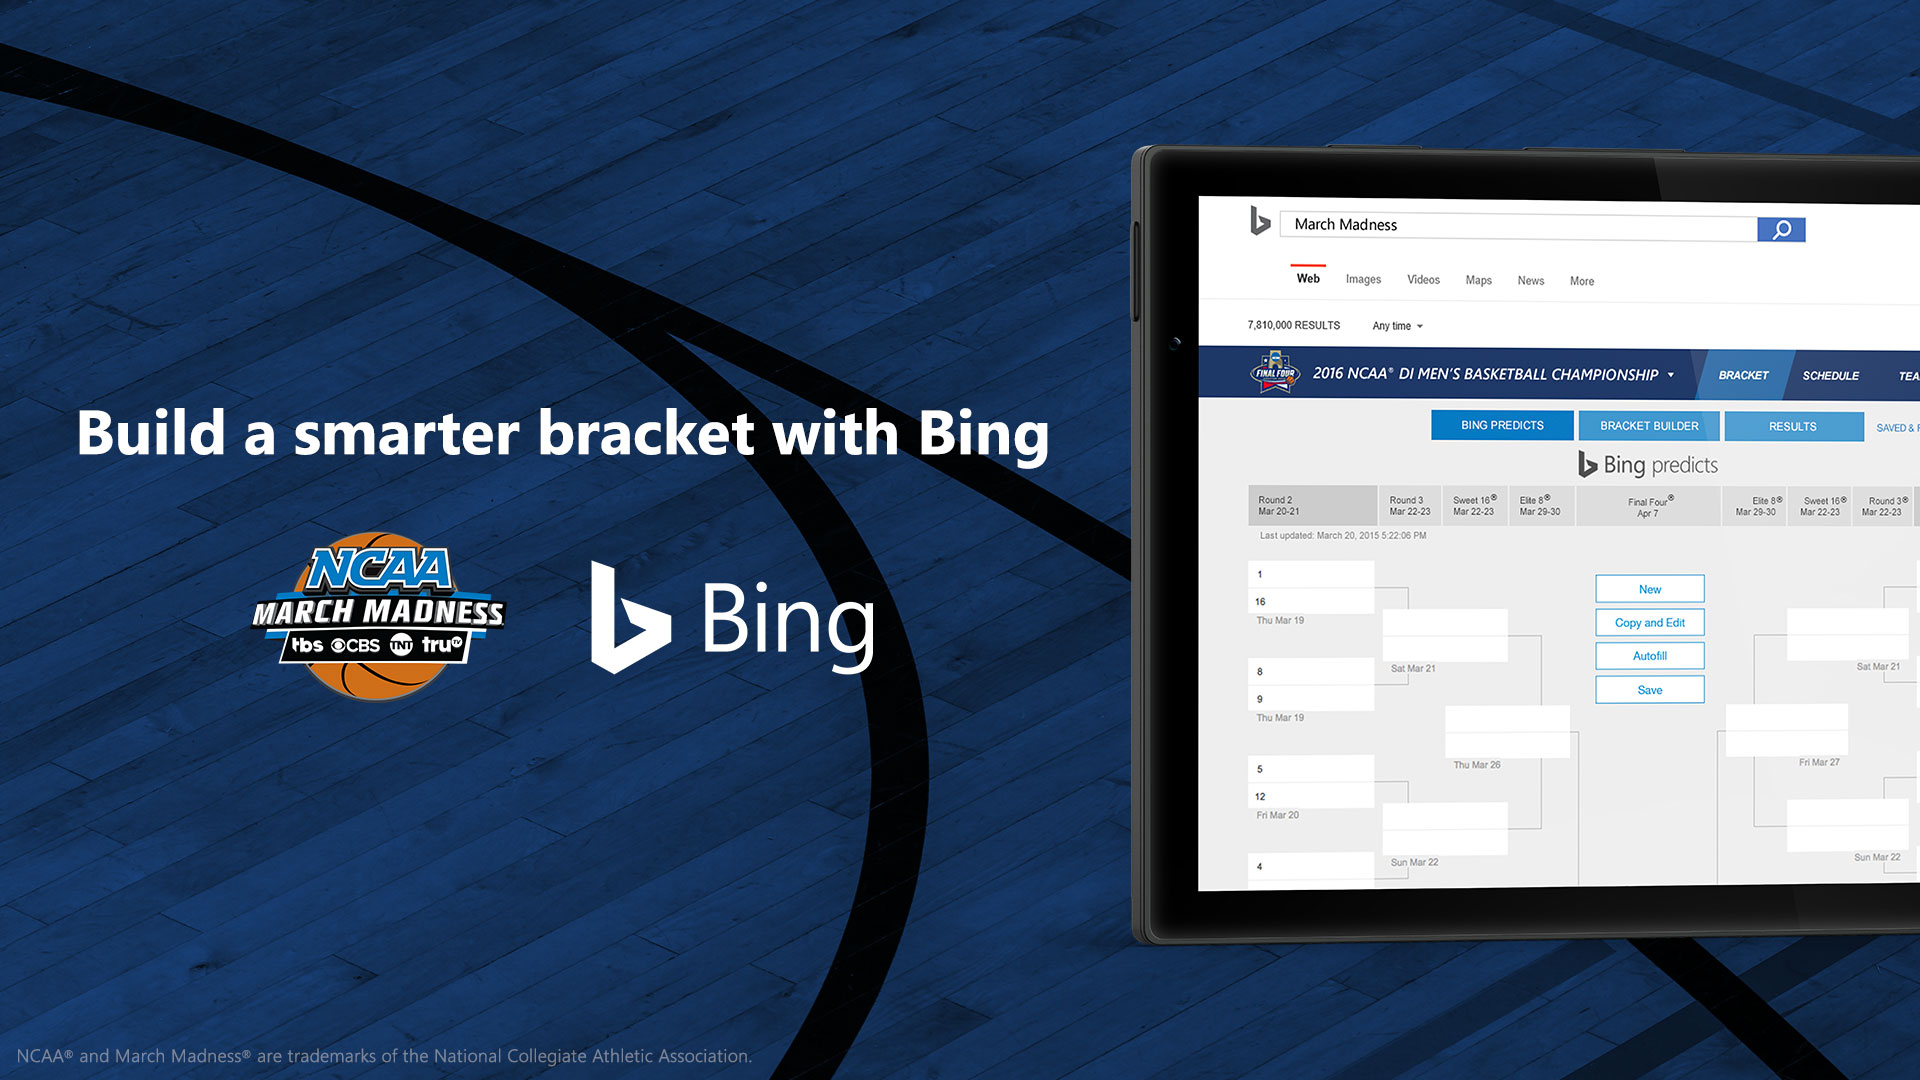 Build a smarter bracket with Bing
NCAA
MARCH MADNESS
tbs CBS TNT truTV
Bing
NCAA® and March Madness® are trademarks of the National Collegiate Athletic Association.
March Madness
Web Images Videos Maps News More
7,810,000 RESULTS Any time
FINAL FOUR
2016 NCAA® DI MEN'S BASKETBALL CHAMPIONSHIP BRACKET SCHEDULE TEA
BING PREDICTS BRACKET BUILDER RESULTS SAVED &
Bing predicts
Round 2 Round 3 Sweet 16® Elite 8® Final Four® Elite 8® Sweet 16® Round 3®
Mar 20-21 Mar 22-23 Mar 22-23 Mar 29-30 Apr 7 Mar 29-30 Mar 22-23 Mar 22-23
Last updated: March 20, 2015 5:22:06 PM
1
16
Thu Mar 19
8
9
Thu Mar 19
5
12
Fri Mar 20
4
Sat Mar 21
Sun Mar 22
Thu Mar 26
New
Copy and Edit
Autofill
Save
Fri Mar 27
Sat Mar 21
Sun Mar 22